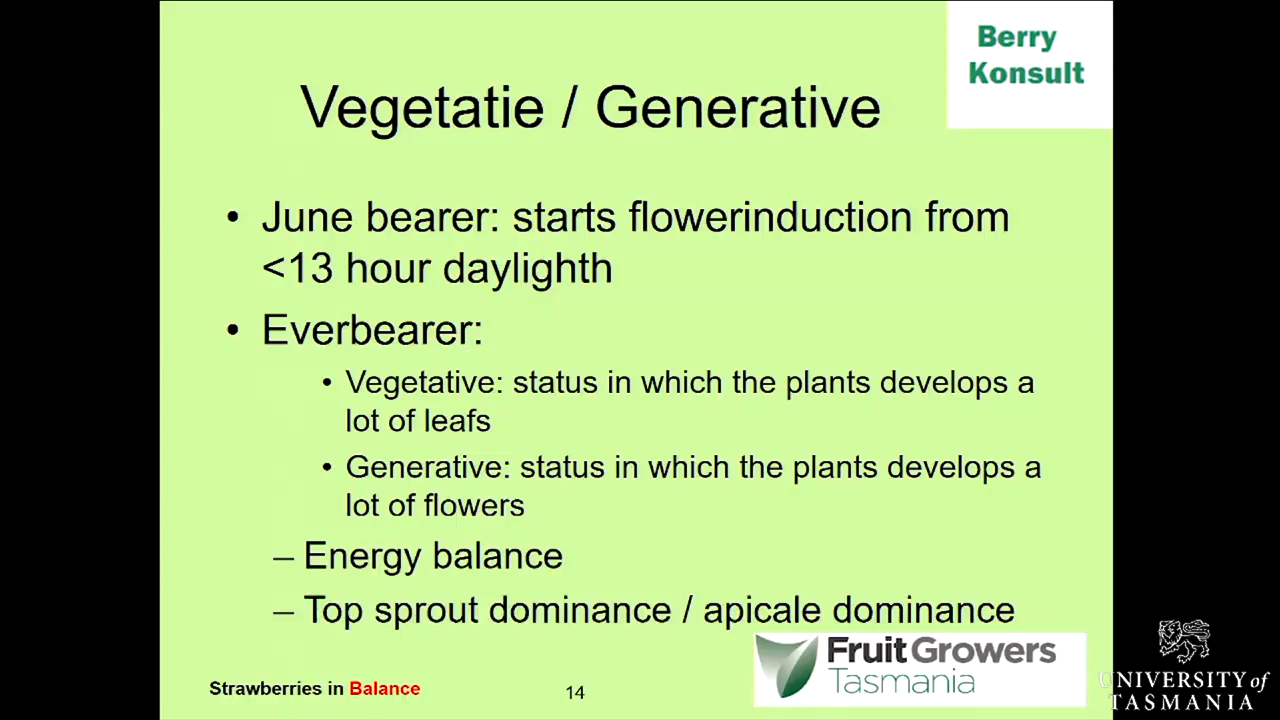 Berry
Konsult
Vegetatie / Generative
• June bearer: starts flowerinduction from
<13 hour daylighth
• Everbearer:
• Vegetative: status in which the plants develops a
lot of leafs
• Generative: status in which the plants develops a
lot of flowers
– Energy balance
– Top sprout dominance / apicale dominance
Fruit Growers
Tasmania
Strawberries in Balance
14
UNIVERSITY of
TASMANIA